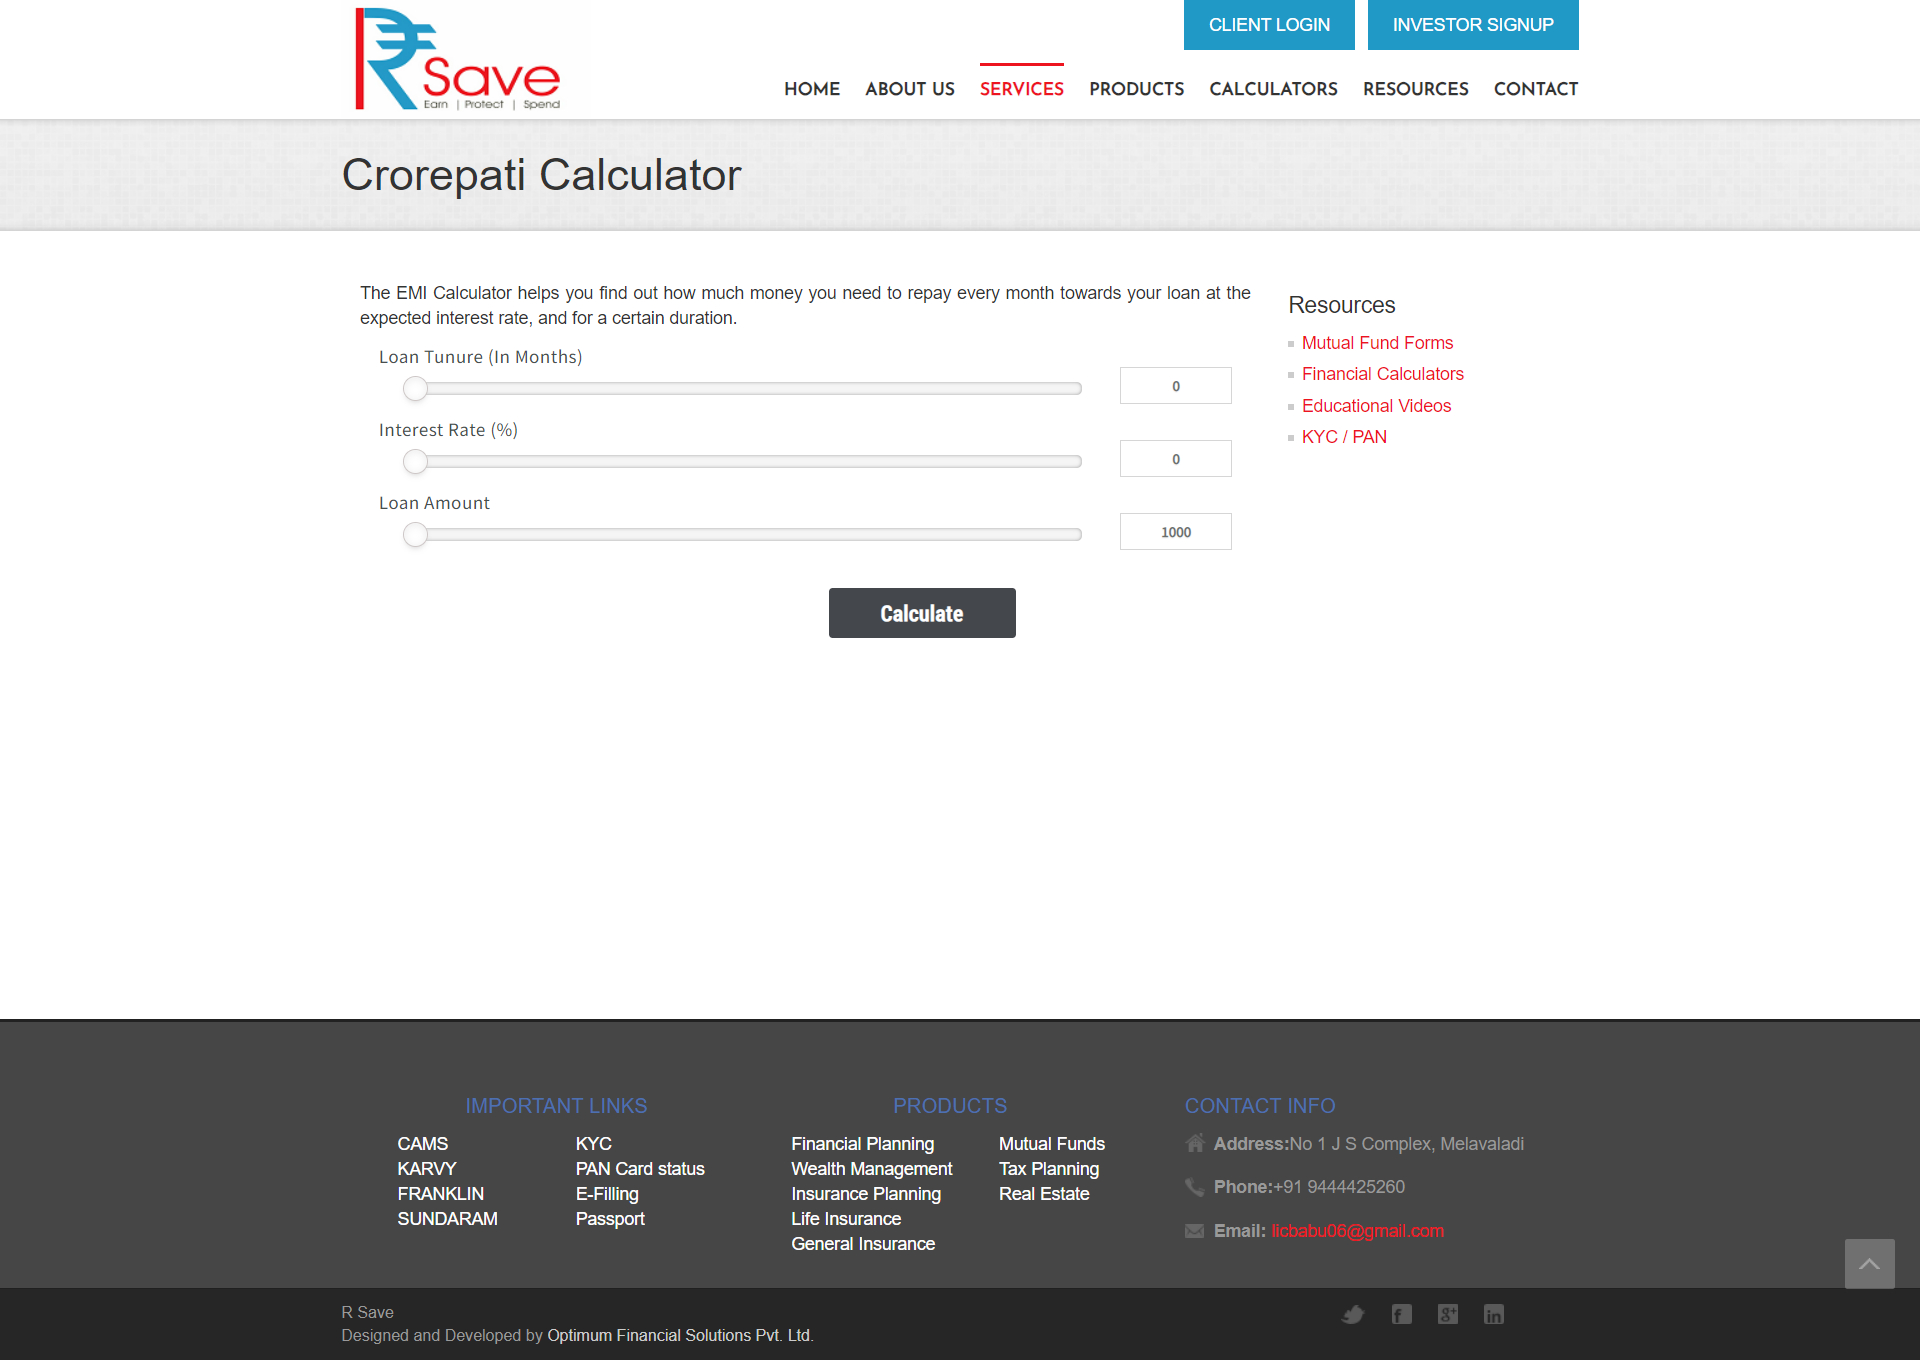 Save
Earn | Protect | Spend
CLIENT LOGIN
INVESTOR SIGNUP
HOME
ABOUT US
SERVICES
PRODUCTS
CALCULATORS
RESOURCES
CONTACT
Crorepati Calculator
The EMI Calculator helps you find out how much money you need to repay every month towards your loan at the
expected interest rate, and for a certain duration.
Loan Tunure (In Months)
0
Interest Rate (%)
0
Loan Amount
1000
Calculate
Resources
Mutual Fund Forms
Financial Calculators
Educational Videos
KYC / PAN
IMPORTANT LINKS
CAMS
KARVY
FRANKLIN
SUNDARAM
KYC
PAN Card status
E-Filling
Passport
PRODUCTS
Financial Planning
Wealth Management
Insurance Planning
Life Insurance
General Insurance
Mutual Funds
Tax Planning
Real Estate
CONTACT INFO
Address:No 1 J S Complex, Melavaladi
Phone:+91 9444425260
Email: licbabu06@gmail.com
R Save
Designed and Developed by Optimum Financial Solutions Pvt. Ltd.